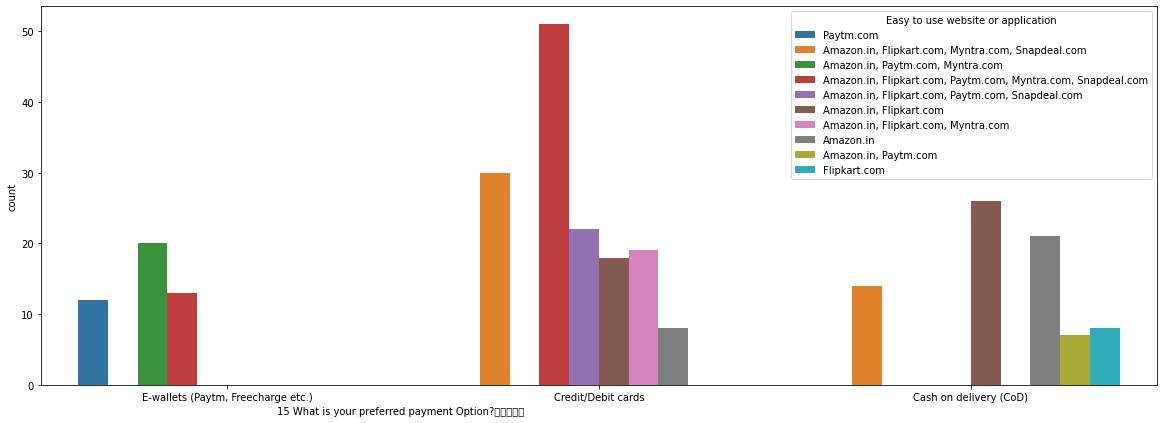 Easy to use website or application
Paytm.com
Amazon.in, Flipkart.com, Myntra.com, Snapdeal.com
Amazon.in, Paytm.com, Myntra.com
Amazon.in, Flipkart.com, Paytm.com, Myntra.com, Snapdeal.com
Amazon.in, Flipkart.com, Paytm.com, Snapdeal.com
Amazon.in, Flipkart.com
Amazon.in, Flipkart.com, Myntra.com
Amazon.in
Amazon.in, Paytm.com
Flipkart.com
count
50
40
30
20
10
0
E-wallets (Paytm, Freecharge etc.)
Credit/Debit cards
Cash on delivery (CoD)
15 What is your preferred payment Option?